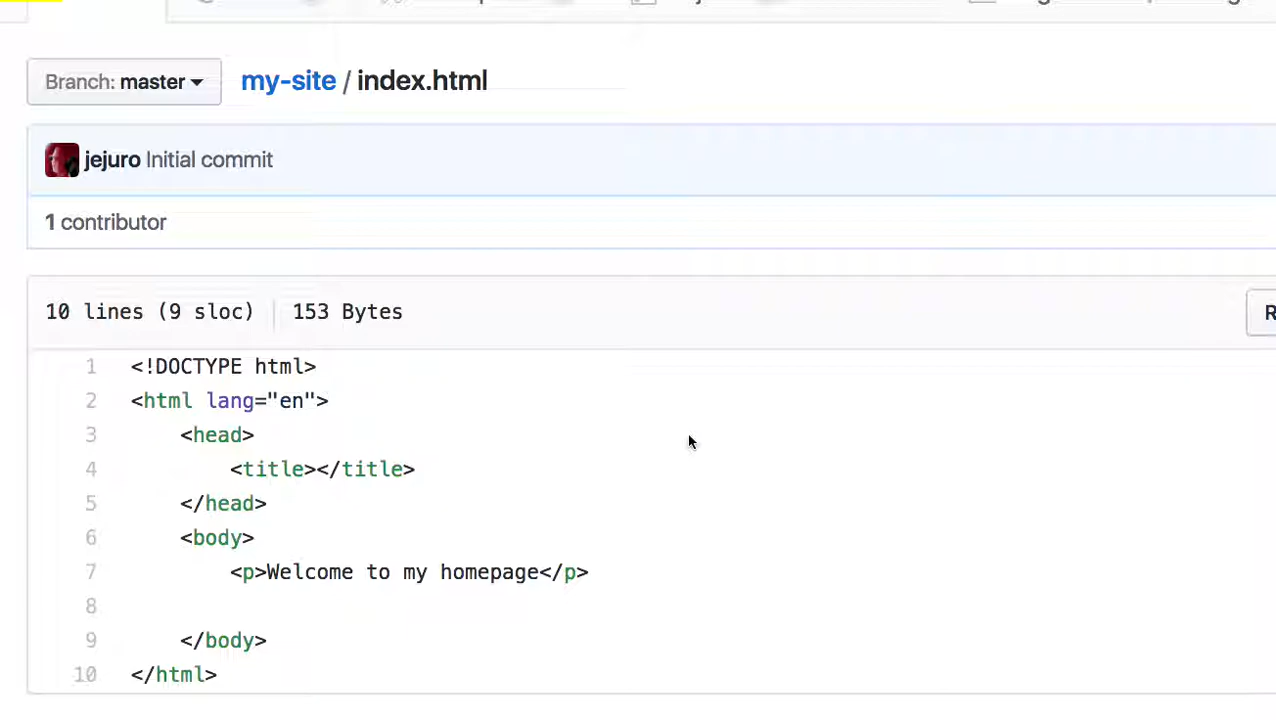 Branch: master my-site / index.html
jejuro Initial commit
1 contributor
10 lines (9 sloc) 153 Bytes
1 <!DOCTYPE html>
2 <html lang="en">
3 <head>
4 <title></title>
5 </head>
6 <body>
7 <p>Welcome to my homepage</p>
8
9 </body>
10 </html>